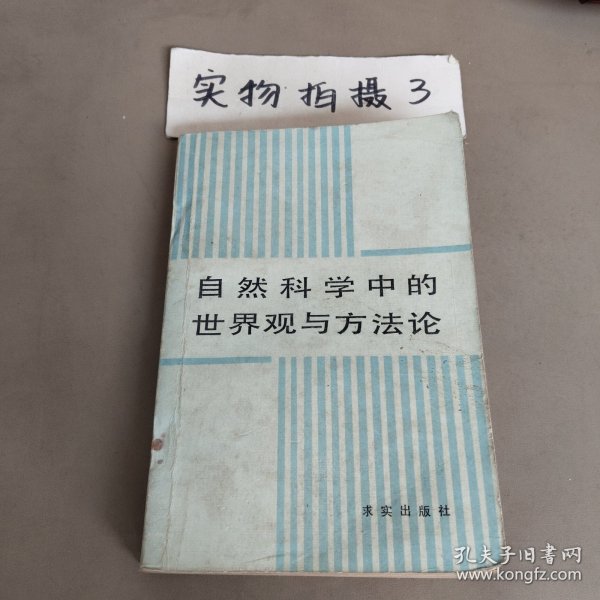 实物拍摄3
自然科学中的
世界观与方法论
求实出版社
孔夫子旧书网
www.kongfz.com